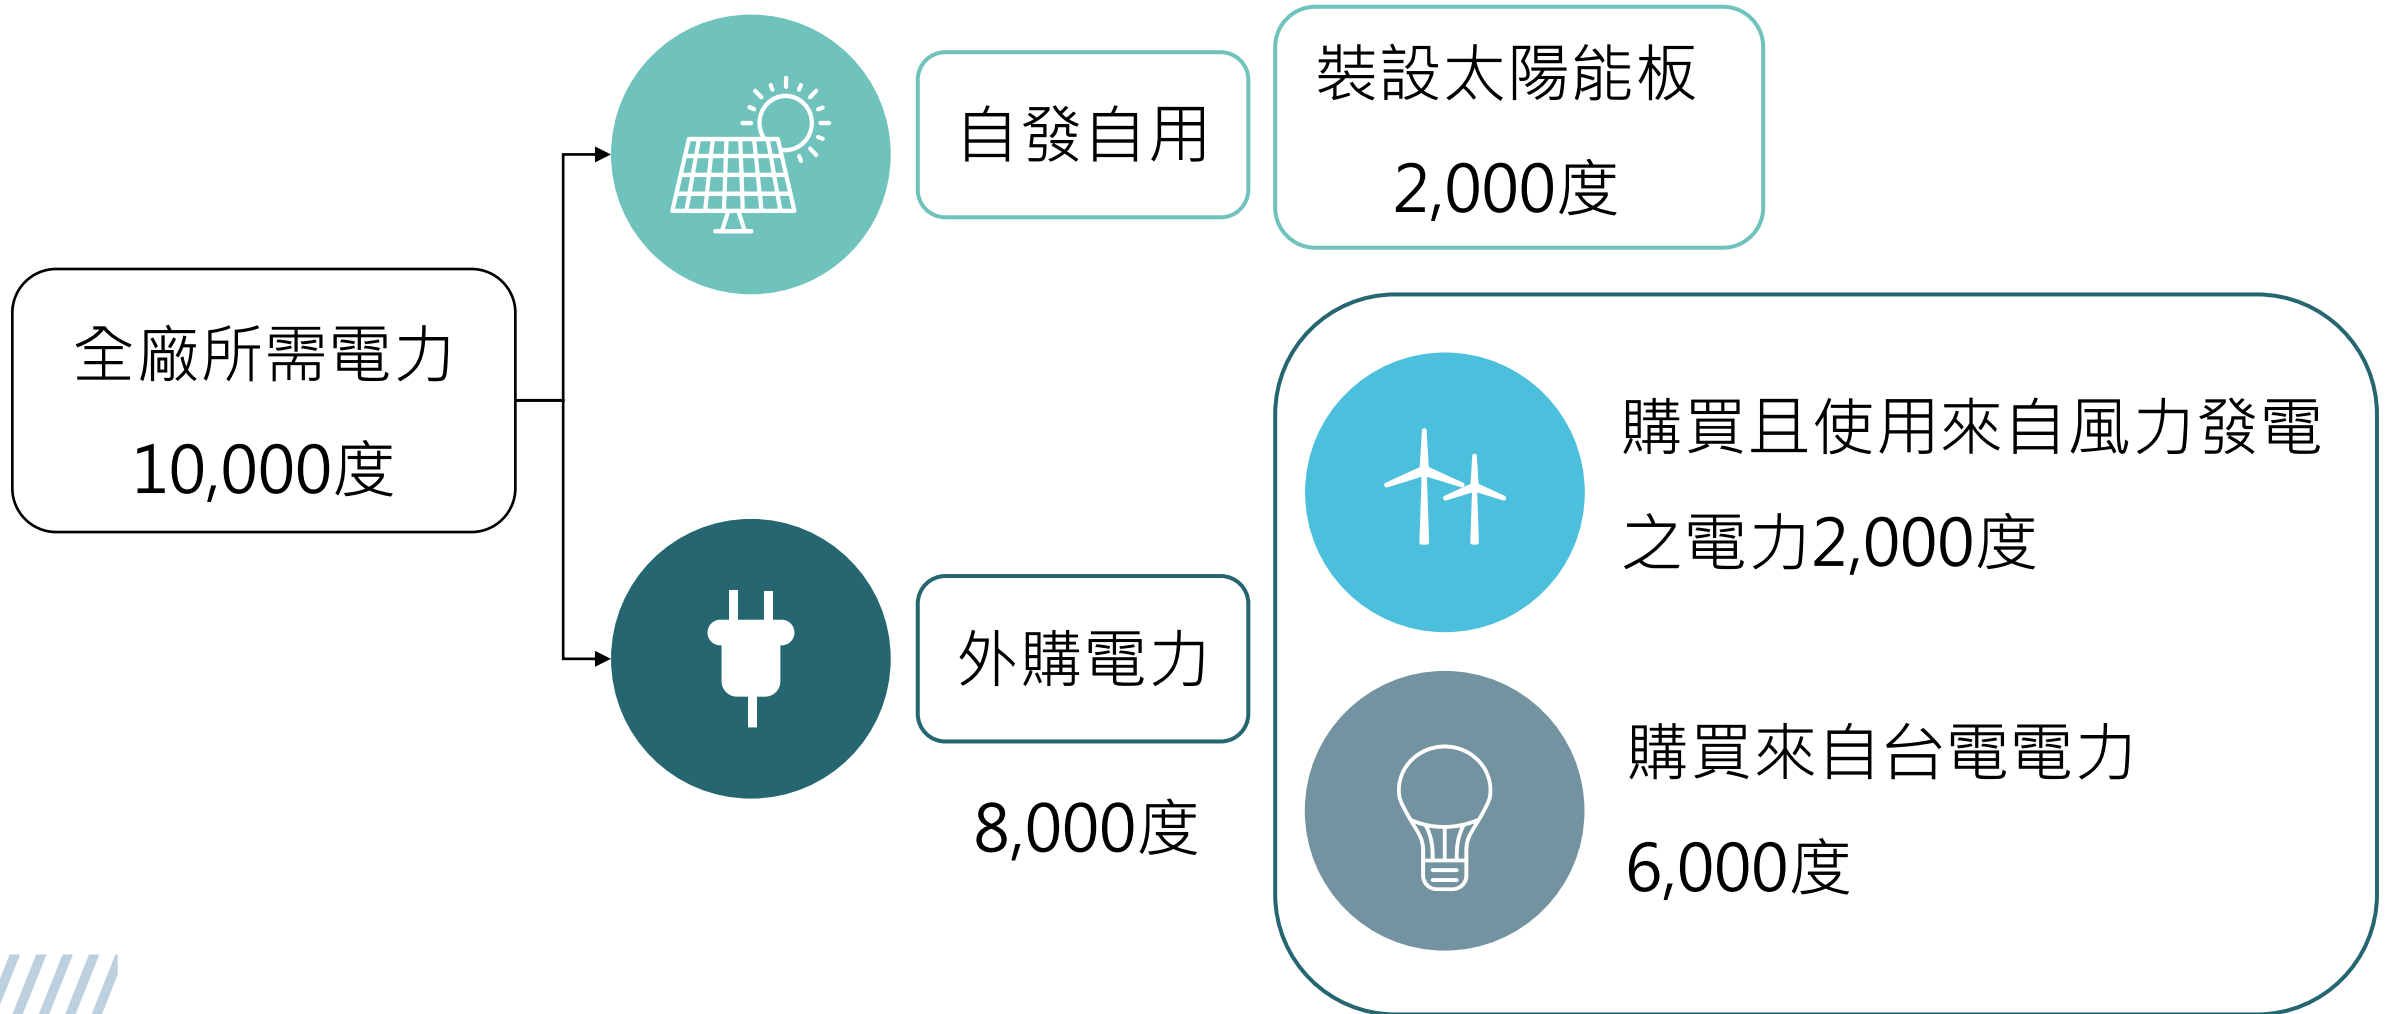 全廠所需電力
10,000度
自發自用
裝設太陽能板
2,000度
外購電力
8,000度
購買且使用來自風力發電
之電力2,000度
購買來自台電電力
6,000度